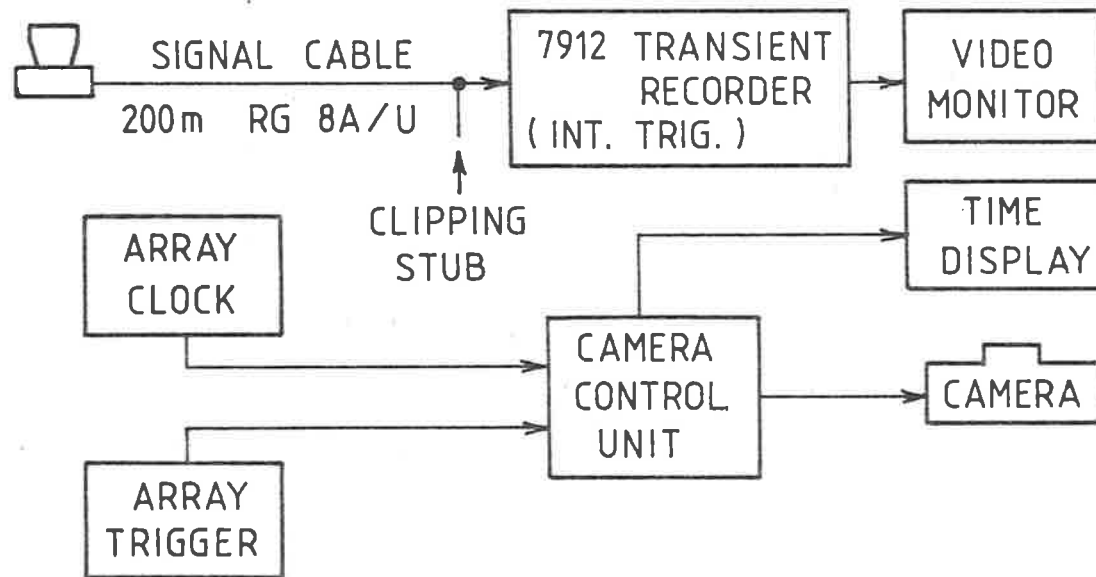 SIGNAL CABLE
200m RG 8A/U
7912 TRANSIENT
RECORDER
(INT. TRIG.)
VIDEO
MONITOR
CLIPPING
STUB
ARRAY
CLOCK
TIME
DISPLAY
CAMERA
CONTROL
UNIT
CAMERA
ARRAY
TRIGGER